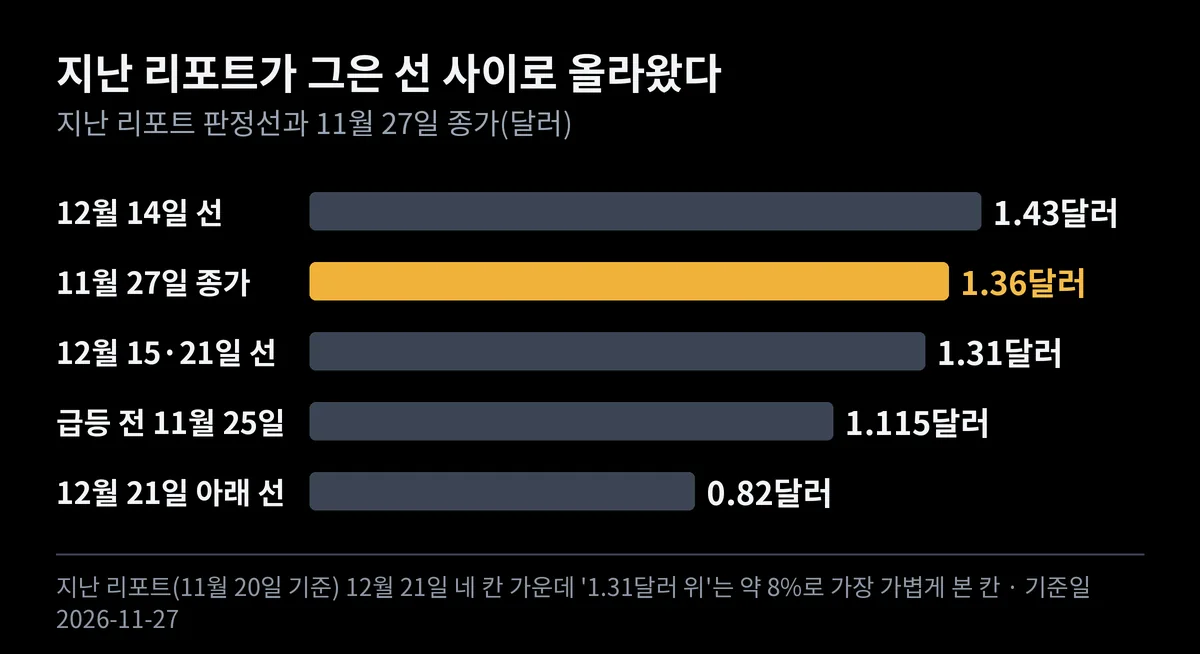 지난 리포트가 그은 선 사이로 올라왔다
지난 리포트 판정선과 11월 27일 종가(달러)
12월 14일 선 1.43달러
11월 27일 종가 1.36달러
12월 15·21일 선 1.31달러
급등 전 11월 25일 1.115달러
12월 21일 아래 선 0.82달러
지난 리포트(11월 20일 기준) 12월 21일 네 칸 가운데 '1.31달러 위'는 약 8%로 가장 가볍게 본 칸 · 기준일
2026-11-27